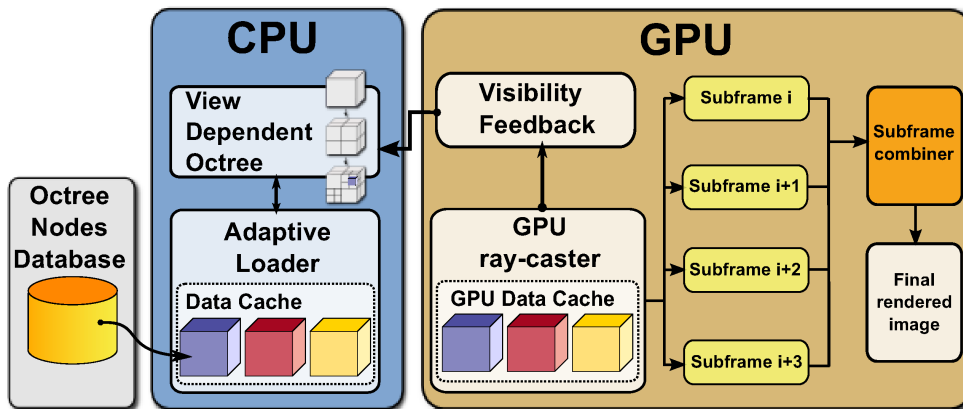 CPU
GPU
View
Dependent
Octree
Visibility
Feedback
Subframe i
Subframe
combiner
Octree
Nodes
Database
Adaptive
Loader
Data Cache
GPU
ray-caster
GPU Data Cache
Subframe i+1
Subframe i+2
Subframe i+3
Final
rendered
image